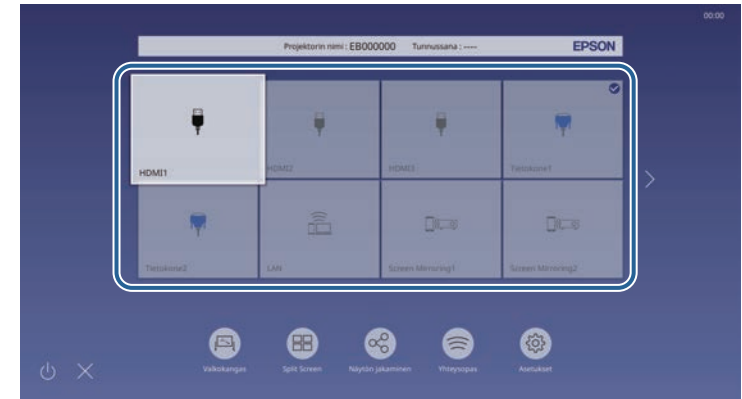 00:00
Projektorin nimi : EB000000 Tunnussana : ---- EPSON
HDMI1 HDMI2 HDMI3 Tietokone1
Tietokone2 LAN Screen Mirroring1 Screen Mirroring2
Valkokangas Split Screen Näytön jakaminen Yhteysopas Asetukset